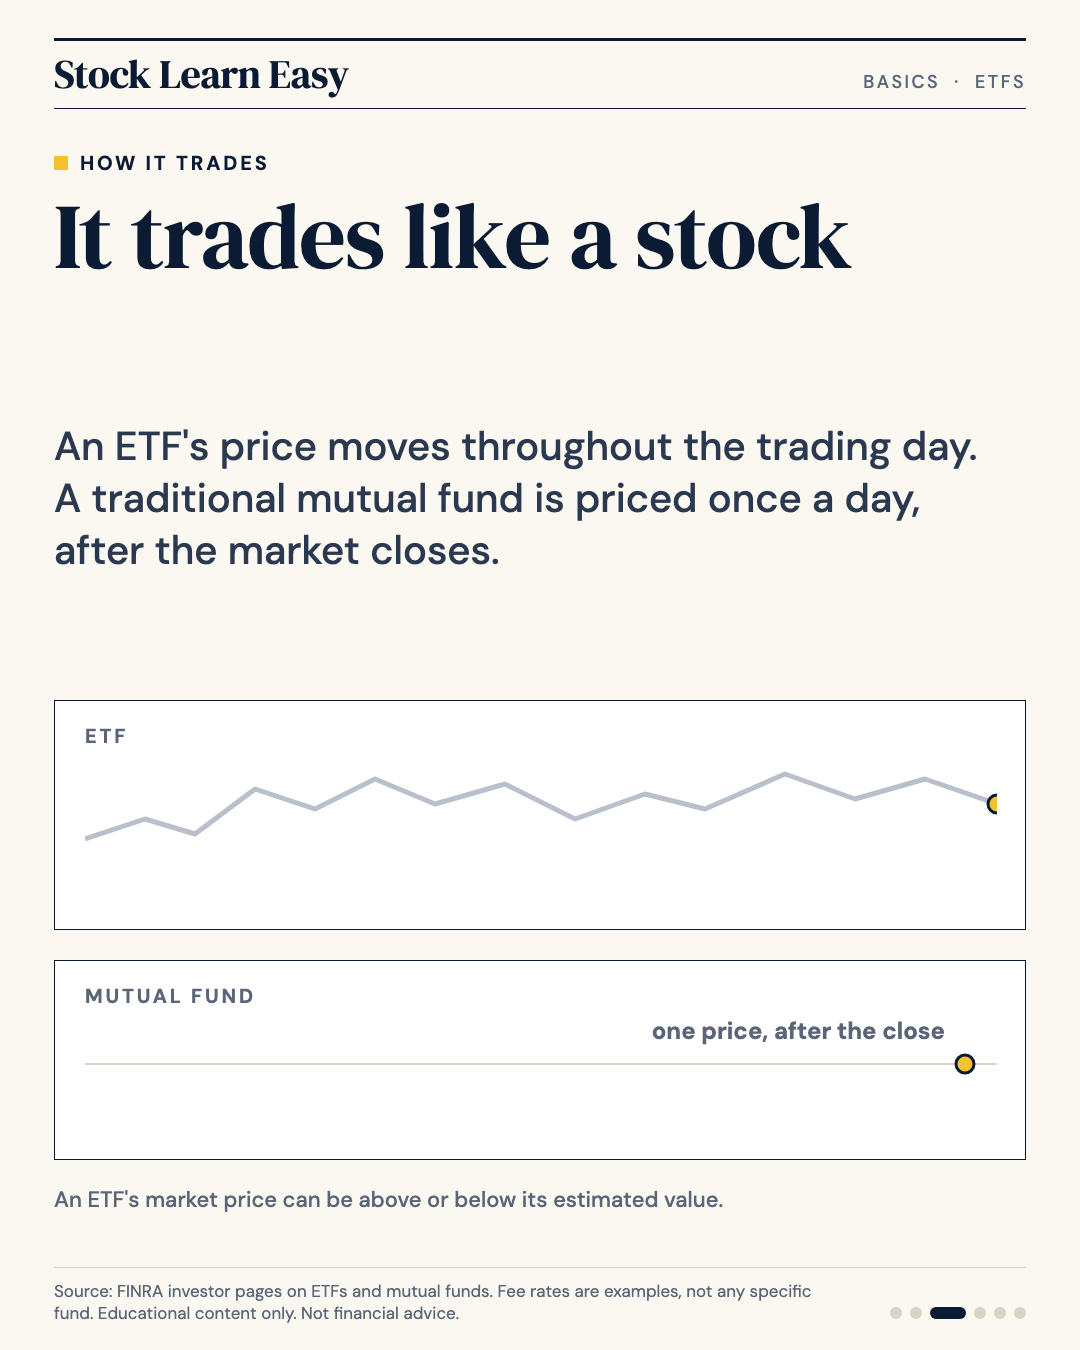 Stock Learn Easy
BASICS · ETFS
HOW IT TRADES
It trades like a stock
An ETF's price moves throughout the trading day.
A traditional mutual fund is priced once a day,
after the market closes.
ETF
MUTUAL FUND
one price, after the close
An ETF's market price can be above or below its estimated value.
Source: FINRA investor pages on ETFs and mutual funds. Fee rates are examples, not any specific
fund. Educational content only. Not financial advice.